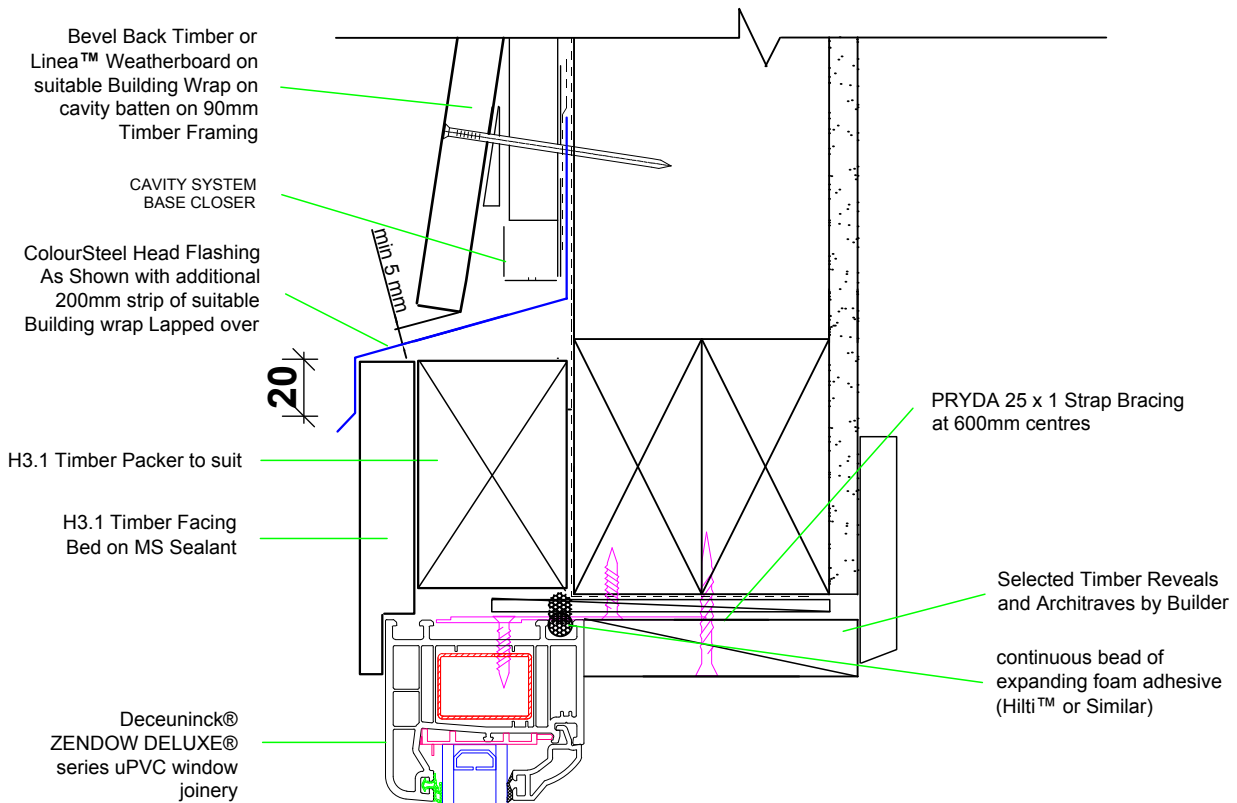 Bevel Back Timber or
Linea™ Weatherboard on
suitable Building Wrap on
cavity batten on 90mm
Timber Framing
CAVITY SYSTEM
BASE CLOSER
ColourSteel Head Flashing
As Shown with additional
200mm strip of suitable
Building wrap Lapped over
min 5 mm
20
H3.1 Timber Packer to suit
H3.1 Timber Facing
Bed on MS Sealant
Deceuninck®
ZENDOW DELUXE®
series uPVC window
joinery
PRYDA 25 x 1 Strap Bracing
at 600mm centres
Selected Timber Reveals
and Architraves by Builder
continuous bead of
expanding foam adhesive
(Hilti™ or Similar)